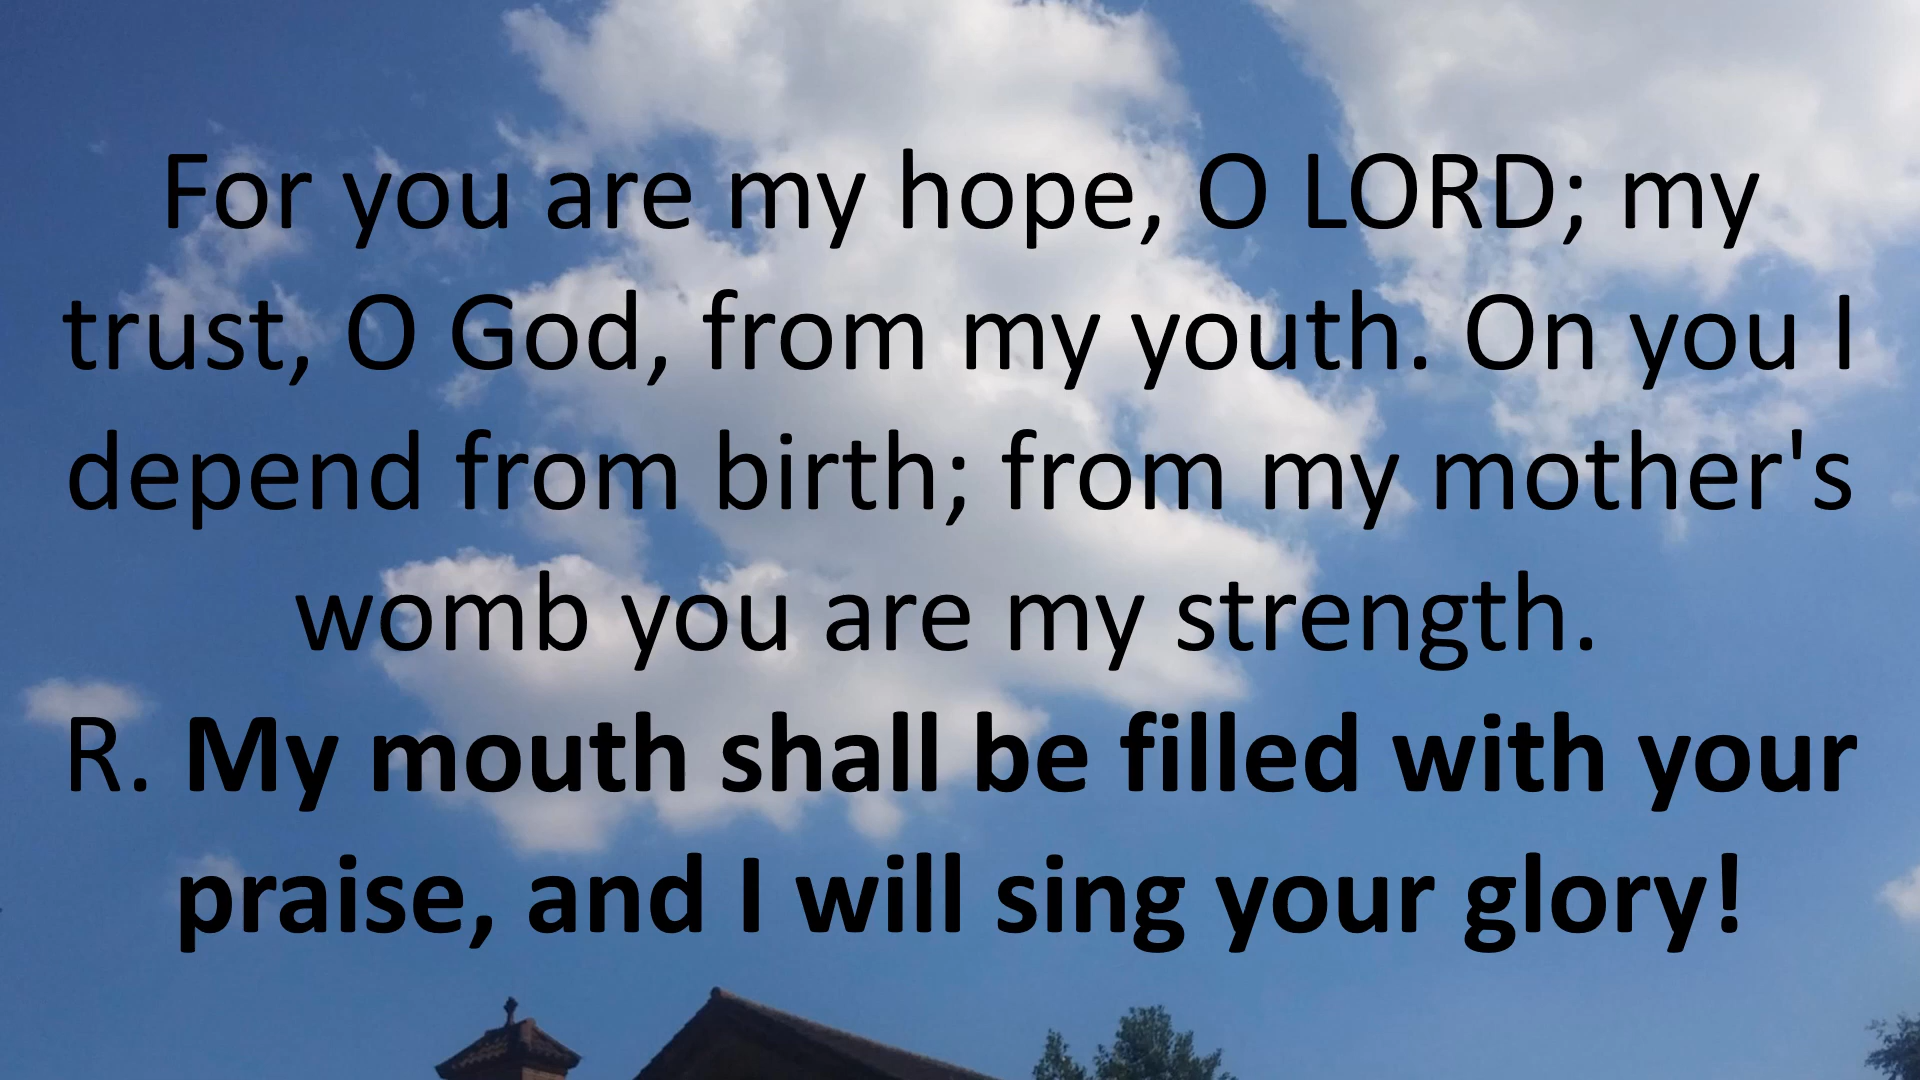 For you are my hope, O LORD; my
trust, O God, from my youth. On you I
depend from birth; from my mother's
womb you are my strength.
R. My mouth shall be filled with your
praise, and I will sing your glory!